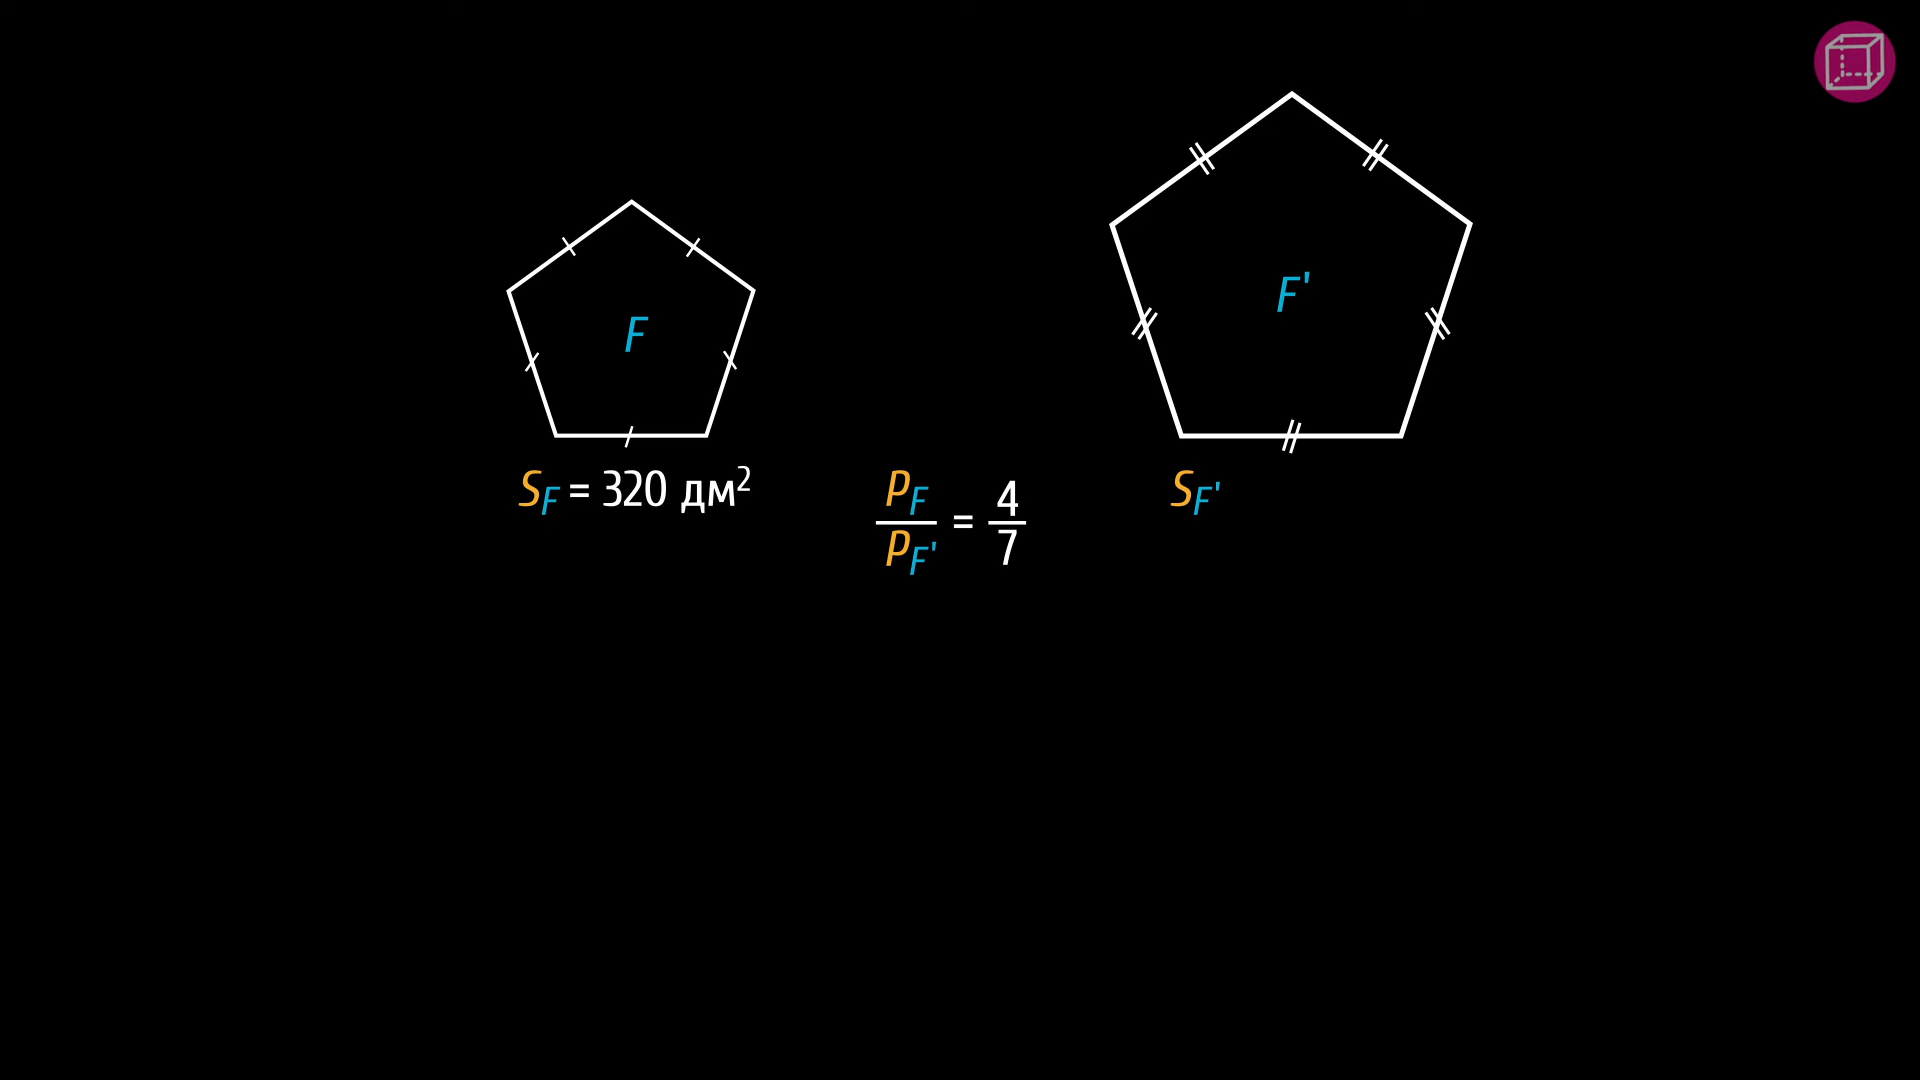 F
F'
S_F = 320 дм²
P_F / P_F' = 4 / 7
S_F'